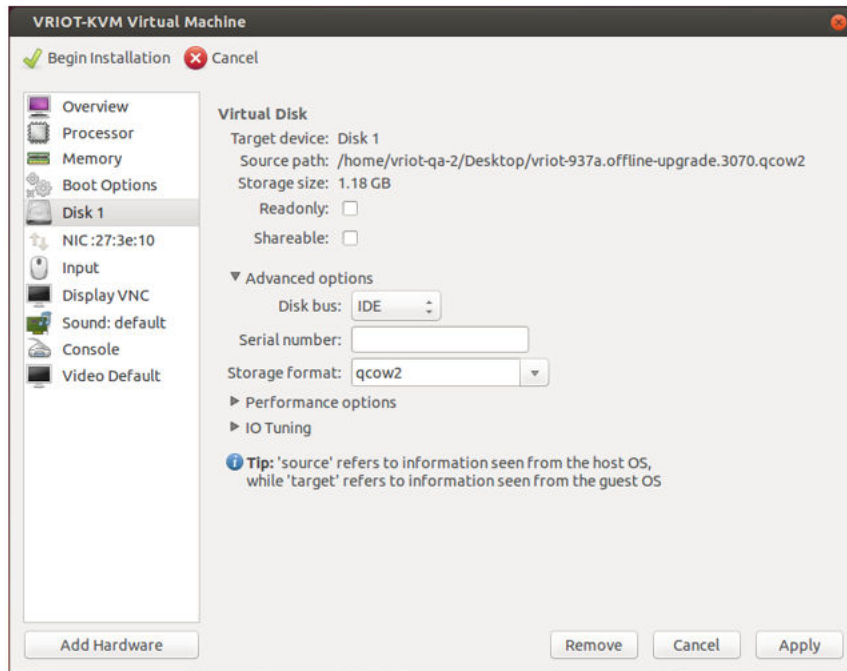 VRIOT-KVM Virtual Machine
Begin Installation Cancel
Overview
Processor
Memory
Boot Options
Disk 1
NIC :27:3e:10
Input
Display VNC
Sound: default
Console
Video Default
Add Hardware
Virtual Disk
Target device: Disk 1
Source path: /home/vriot-qa-2/Desktop/vriot-937a.offline-upgrade.3070.qcow2
Storage size: 1.18 GB
Readonly:
Shareable:
Advanced options
Disk bus: IDE
Serial number:
Storage format: qcow2
Performance options
IO Tuning
Tip: 'source' refers to information seen from the host OS,
while 'target' refers to information seen from the guest OS
Remove Cancel Apply